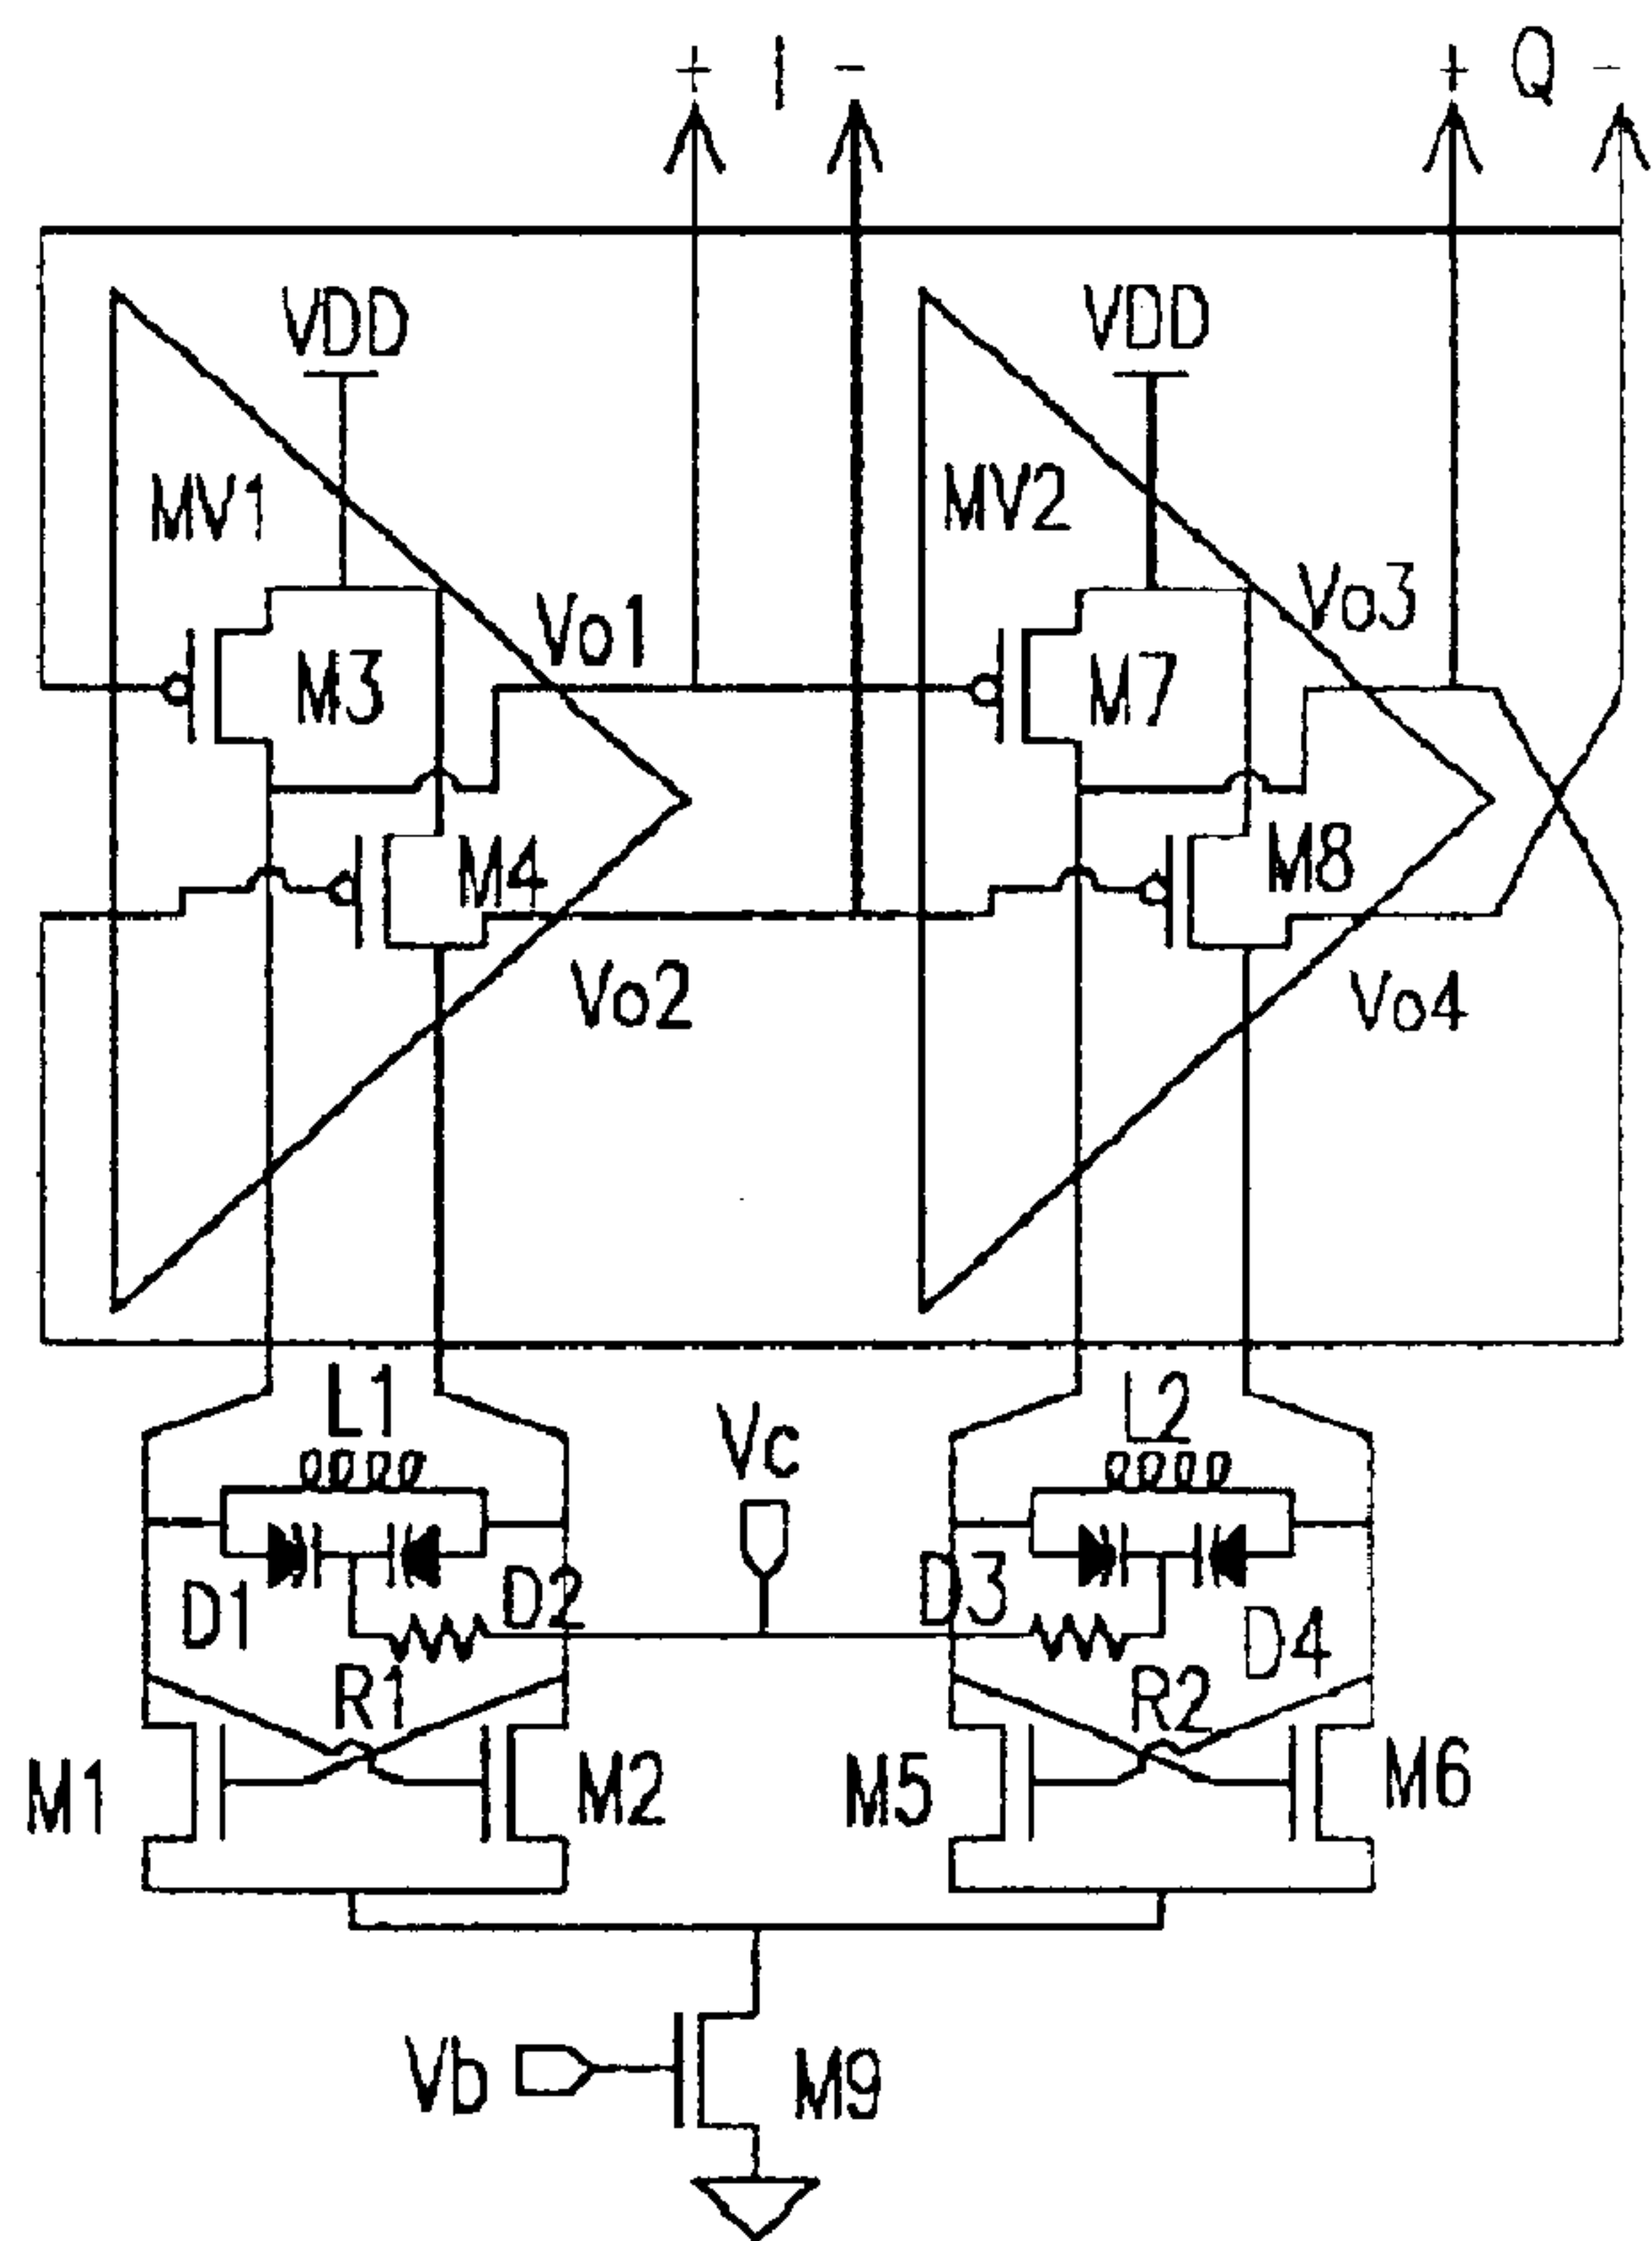 + I - + Q -
VDD VDD
MV1 MV2
Vo1 Vo3
M3 M7
M4 M8
Vo2 Vo4
L1 Vc L2
D1 D2 D3 D4
R1 R2
M1 M2 M5 M6
Vb M9